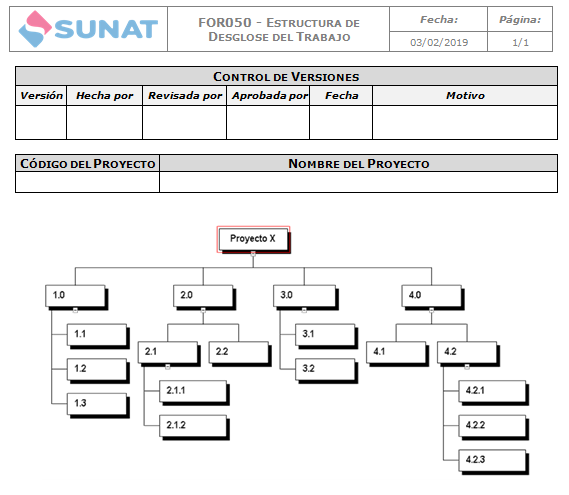 SUNAT
FOR050 - ESTRUCTURA DE
DESGLOSE DEL TRABAJO
Fecha:
Página:
03/02/2019
1/1
CONTROL DE VERSIONES
Versión Hecha por Revisada por Aprobada por Fecha Motivo
CÓDIGO DEL PROYECTO NOMBRE DEL PROYECTO
Proyecto X
1.0 2.0 3.0 4.0
1.1 3.1
2.1 2.2 4.1 4.2
1.2 3.2
2.1.1 4.2.1
1.3
2.1.2 4.2.2
4.2.3